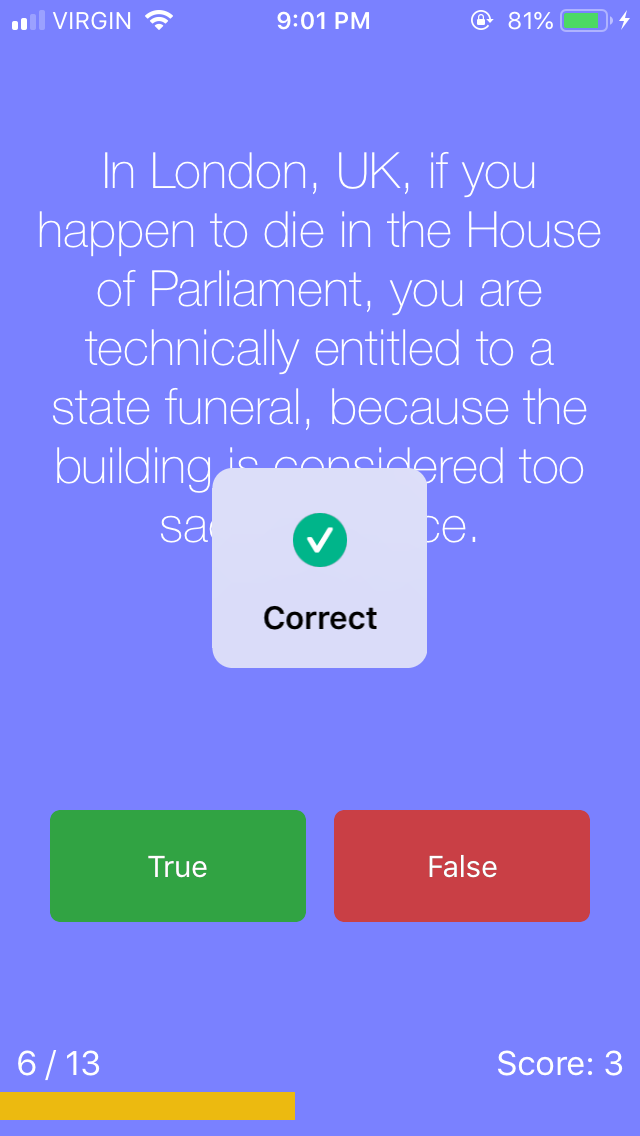 VIRGIN 9:01 PM 81%
In London, UK, if you
happen to die in the House
of Parliament, you are
technically entitled to a
state funeral, because the
building is considered too
ce.
Correct
True False
6 / 13 Score: 3